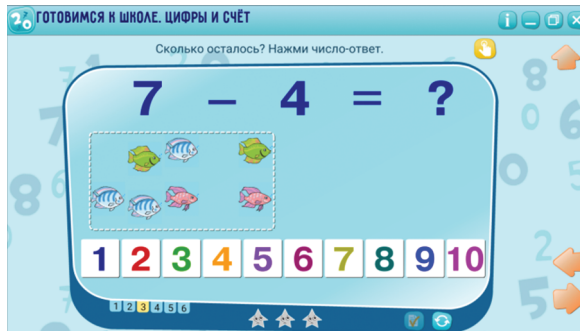 20 ГОТОВИМСЯ К ШКОЛЕ. ЦИФРЫ И СЧЁТ
Сколько осталось? Нажми число-ответ.
7 – 4 = ?
1 2 3 4 5 6 7 8 9 10
1 2 3 4 5 6